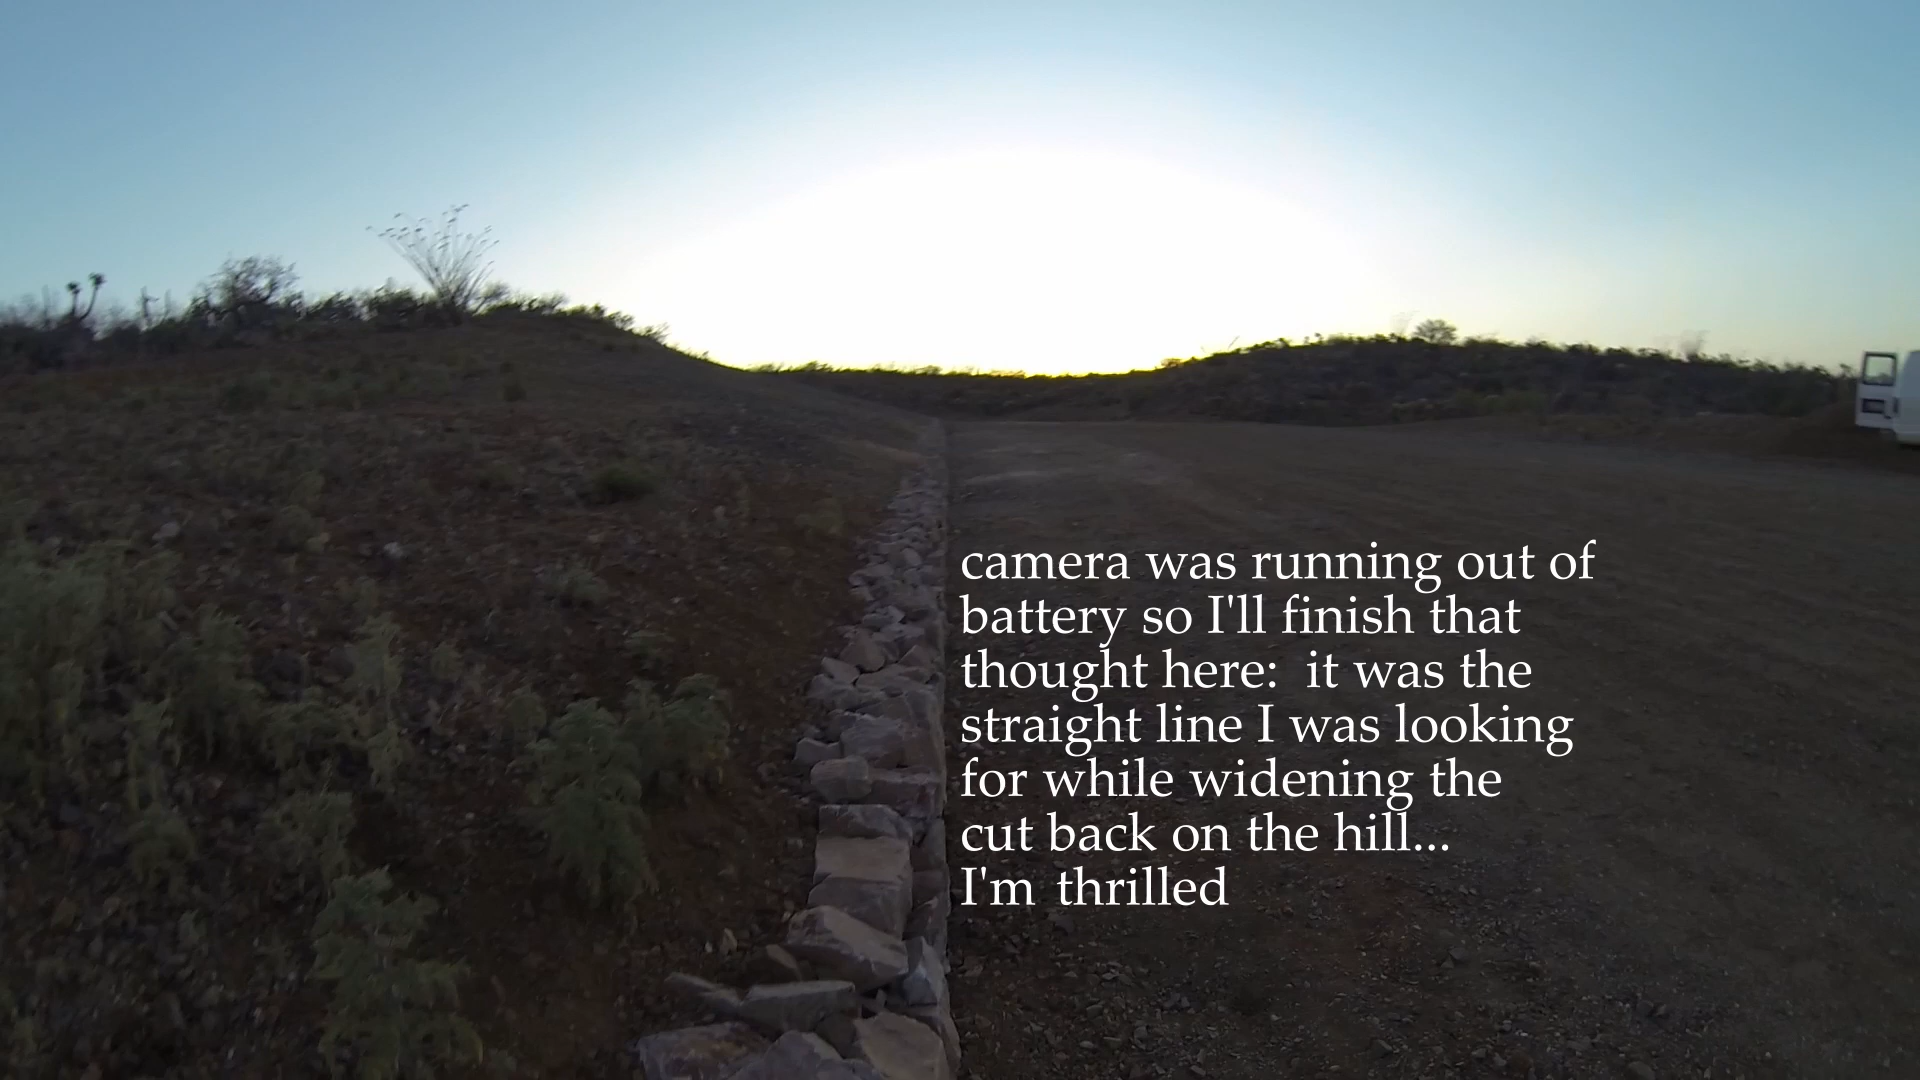 camera was running out of
battery so I'll finish that
thought here:  it was the
straight line I was looking
for while widening the
cut back on the hill...
I'm thrilled